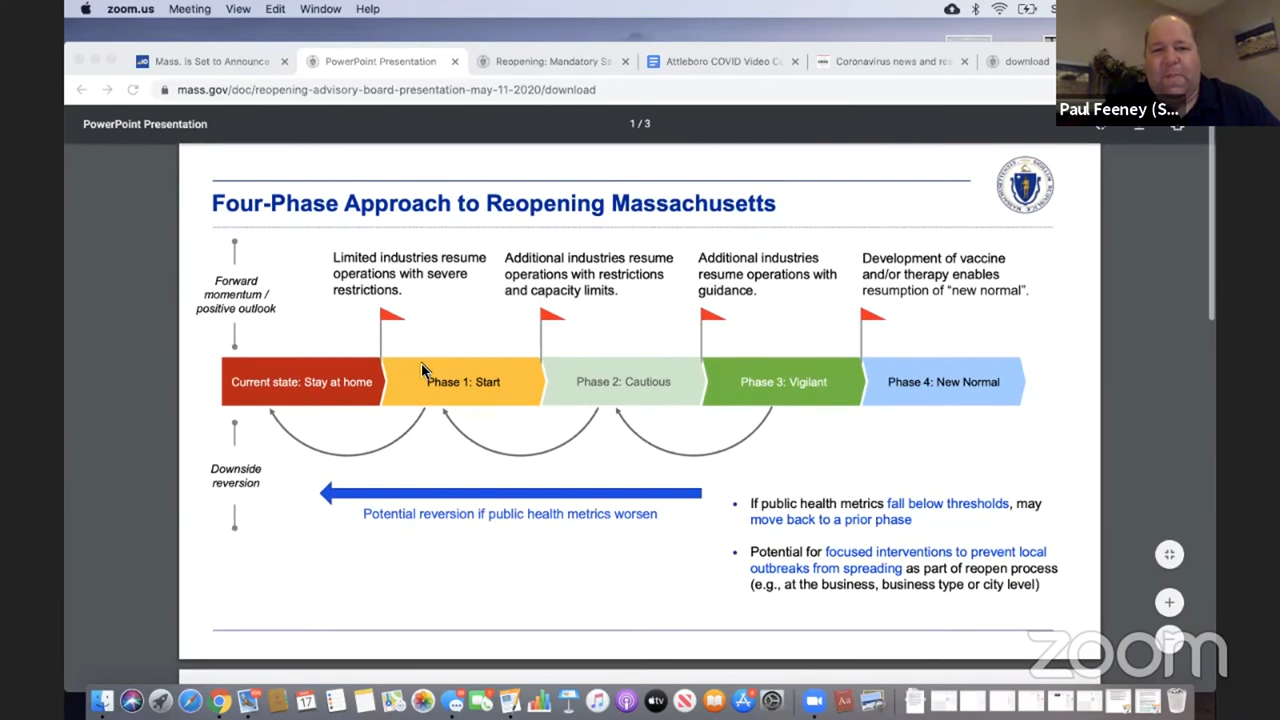 zoom.us Meeting View Edit Window Help
Mass. Is Set to Announce
PowerPoint Presentation
Reopening: Mandatory Sa
Attleboro COVID Video C
Coronavirus news and re
download
mass.gov/doc/reopening-advisory-board-presentation-may-11-2020/download
Paul Feeney (S...
PowerPoint Presentation
1 / 3
Four-Phase Approach to Reopening Massachusetts
Forward
momentum /
positive outlook
Limited industries resume
operations with severe
restrictions.
Additional industries resume
operations with restrictions
and capacity limits.
Additional industries
resume operations with
guidance.
Development of vaccine
and/or therapy enables
resumption of “new normal”.
Current state: Stay at home
Phase 1: Start
Phase 2: Cautious
Phase 3: Vigilant
Phase 4: New Normal
Downside
reversion
Potential reversion if public health metrics worsen
• If public health metrics fall below thresholds, may
move back to a prior phase
• Potential for focused interventions to prevent local
outbreaks from spreading as part of reopen process
(e.g., at the business, business type or city level)
zoom
17